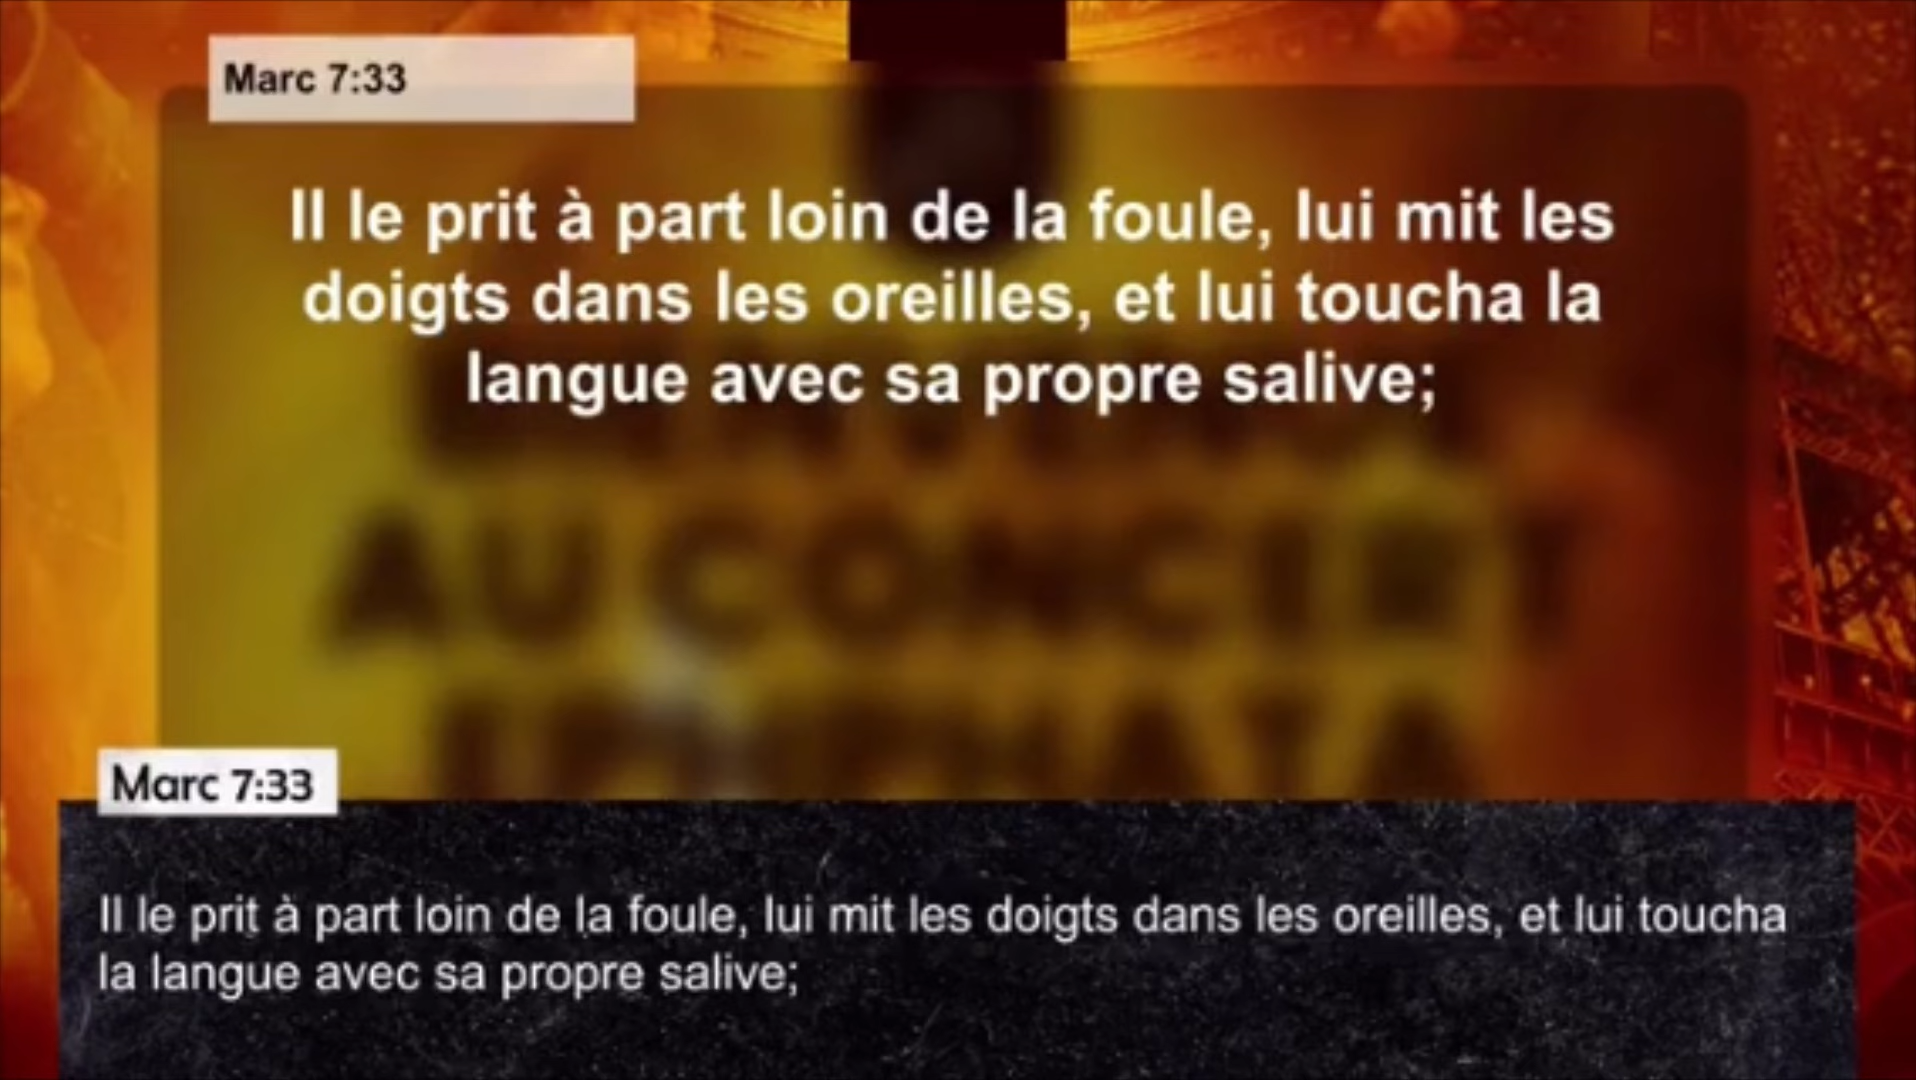 Marc 7:33
Il le prit à part loin de la foule, lui mit les
doigts dans les oreilles, et lui toucha la
langue avec sa propre salive;
AU CONCERT
Marc 7:33
Il le prit à part loin de la foule, lui mit les doigts dans les oreilles, et lui toucha
la langue avec sa propre salive;